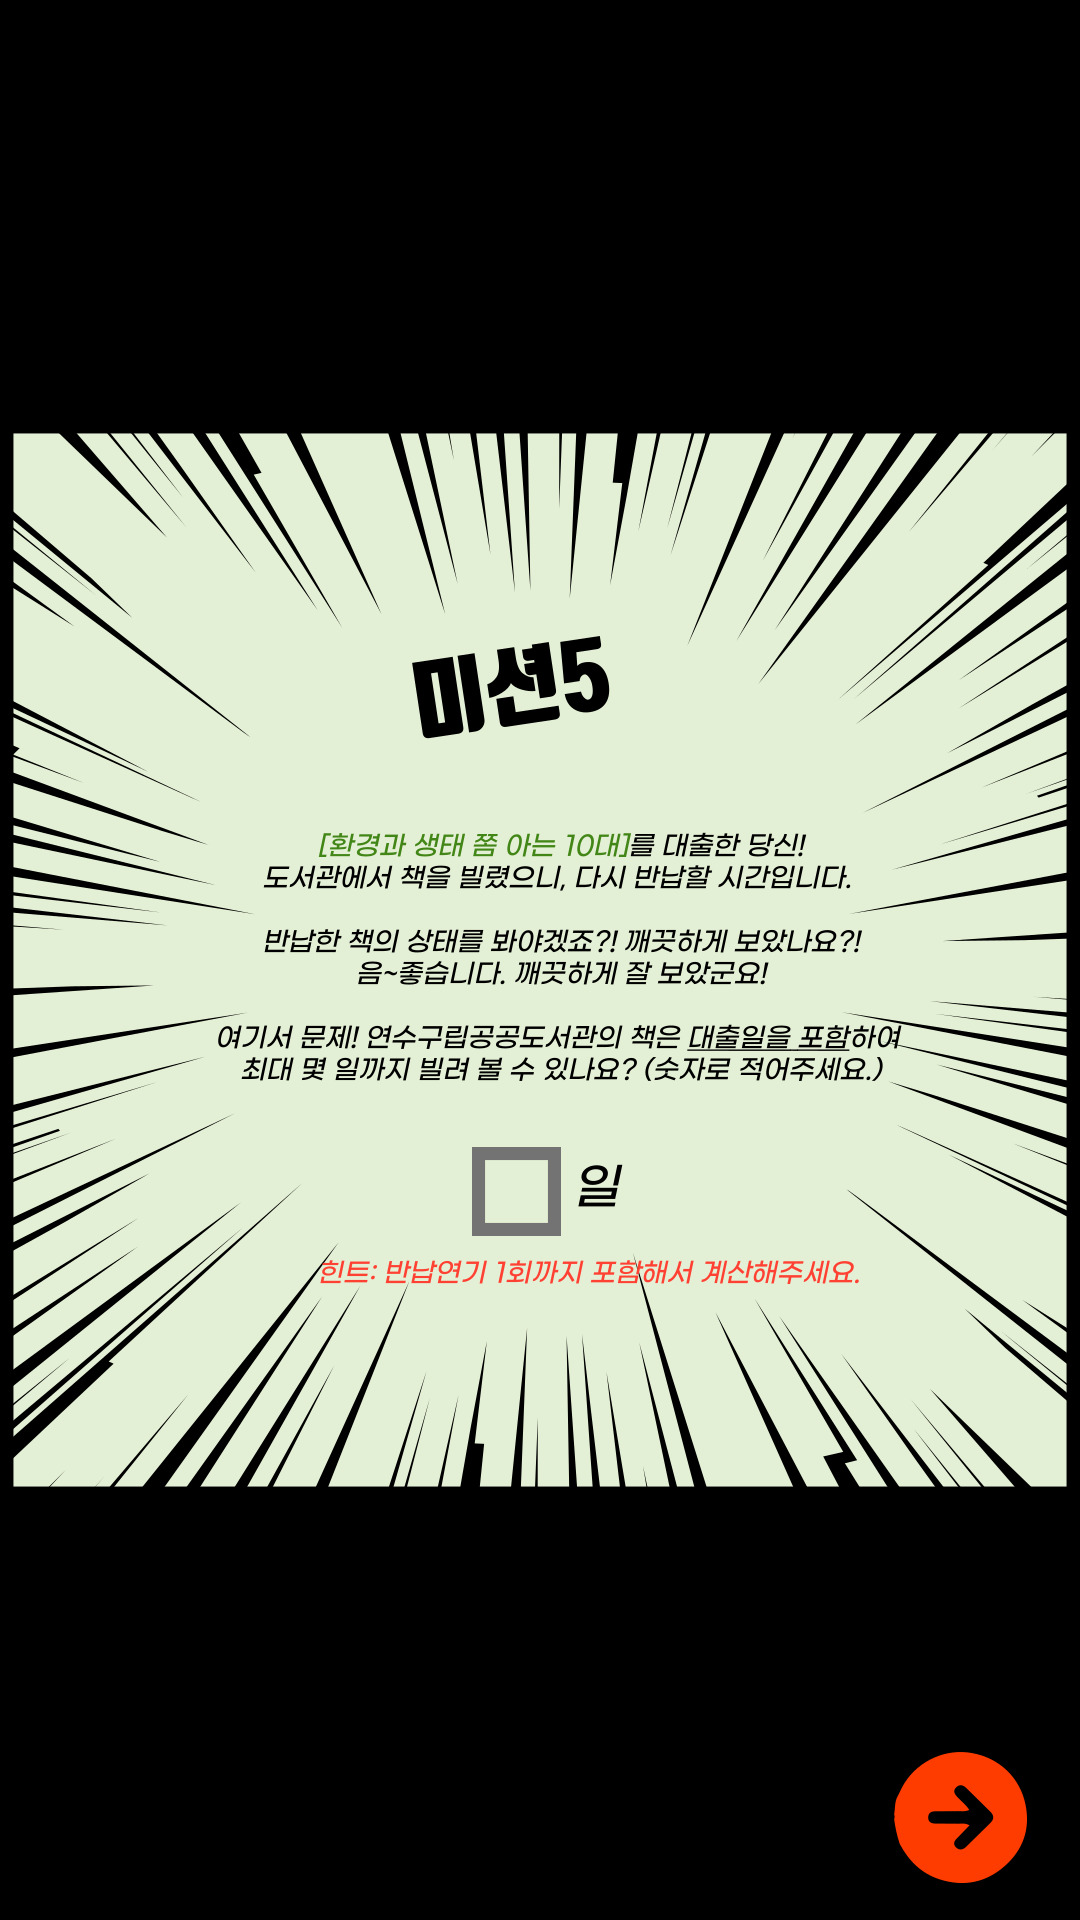 미션5
[환경과 생태 쫌 아는 10대]를 대출한 당신!
도서관에서 책을 빌렸으니, 다시 반납할 시간입니다.
반납한 책의 상태를 봐야겠죠?! 깨끗하게 보았나요?!
음~좋습니다. 깨끗하게 잘 보았군요!
여기서 문제! 연수구립공공도서관의 책은 대출일을 포함하여
최대 몇 일까지 빌려 볼 수 있나요? (숫자로 적어주세요.)
일
힌트: 반납연기 1회까지 포함해서 계산해주세요.